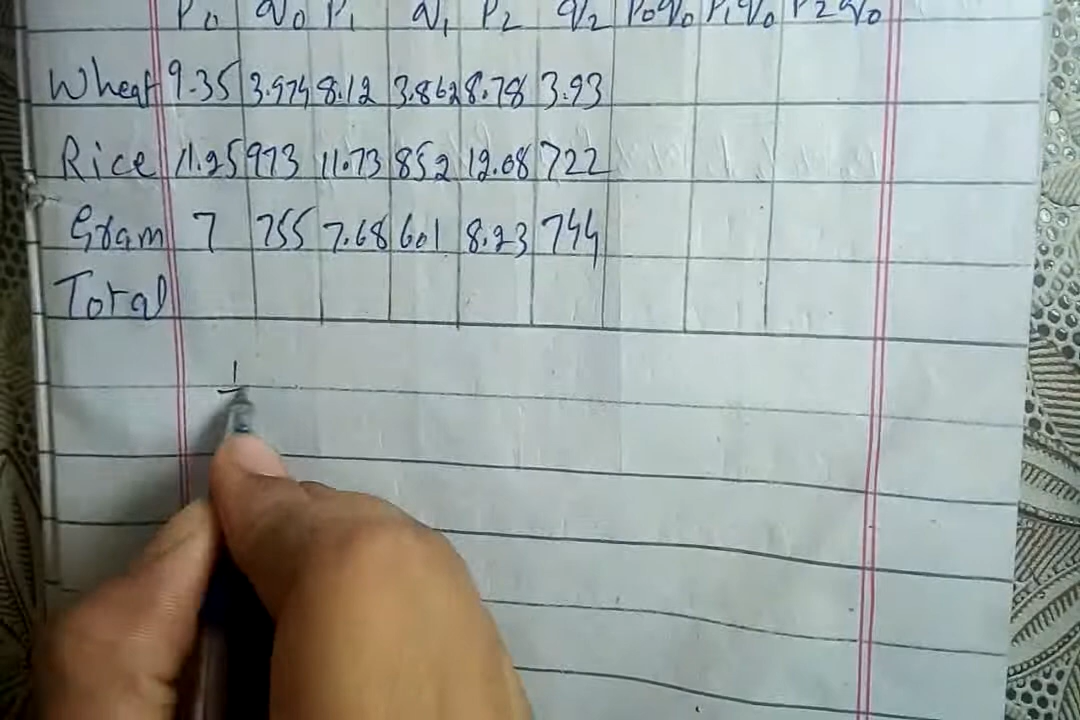 P0 q0 P1 q1 P2 q2 P0q0 P1q0 P2q0
Wheat 9.35 3.974 8.12 3.862 8.78 3.93
Rice 11.25 973 11.73 852 12.08 722
Gram 7 755 7.68 601 8.23 744
Total